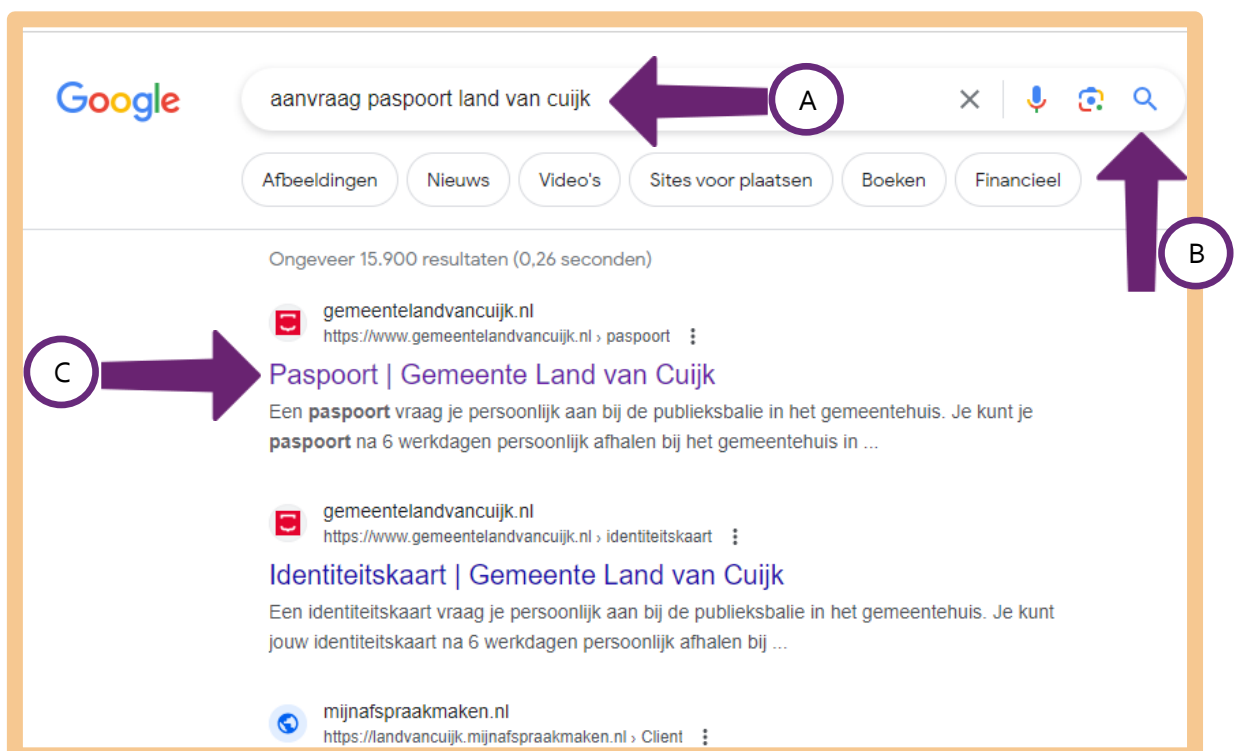 Google
aanvraag paspoort land van cuijk
A
Afbeeldingen Nieuws Video's Sites voor plaatsen Boeken Financieel
B
Ongeveer 15.900 resultaten (0,26 seconden)
gemeentelandvancuijk.nl
https://www.gemeentelandvancuijk.nl › paspoort
C
Paspoort | Gemeente Land van Cuijk
Een paspoort vraag je persoonlijk aan bij de publieksbalie in het gemeentehuis. Je kunt je
paspoort na 6 werkdagen persoonlijk afhalen bij het gemeentehuis in ...
gemeentelandvancuijk.nl
https://www.gemeentelandvancuijk.nl › identiteitskaart
Identiteitskaart | Gemeente Land van Cuijk
Een identiteitskaart vraag je persoonlijk aan bij de publieksbalie in het gemeentehuis. Je kunt
jouw identiteitskaart na 6 werkdagen persoonlijk afhalen bij ...
mijnafspraakmaken.nl
https://landvancuijk.mijnafspraakmaken.nl › Client